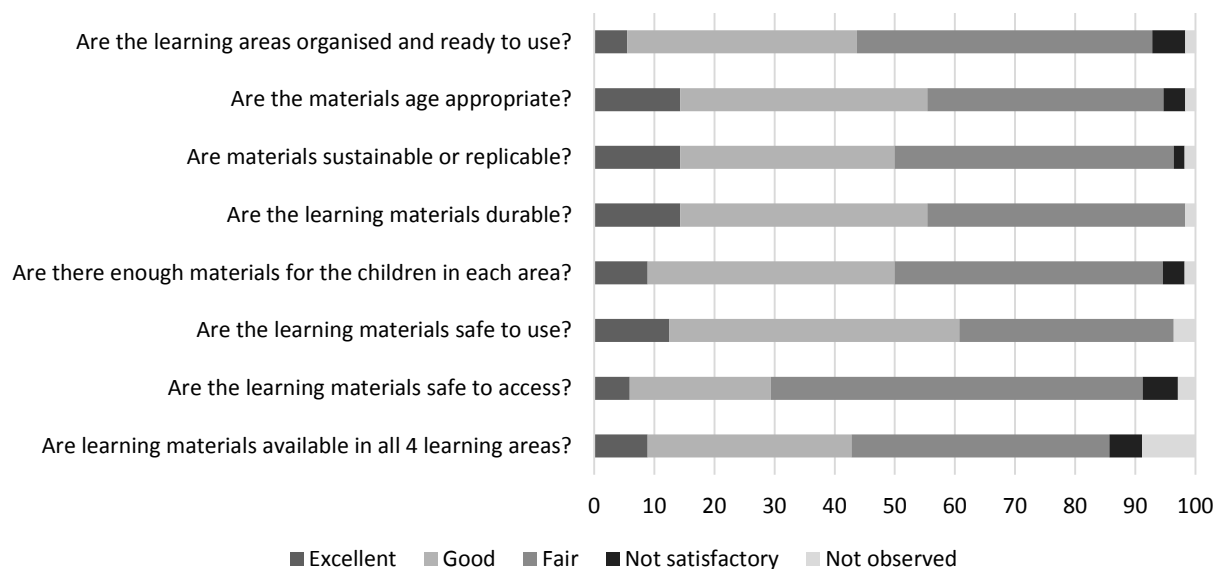 Are the learning areas organised and ready to use?
Are the materials age appropriate?
Are materials sustainable or replicable?
Are the learning materials durable?
Are there enough materials for the children in each area?
Are the learning materials safe to use?
Are the learning materials safe to access?
Are learning materials available in all 4 learning areas?
0 10 20 30 40 50 60 70 80 90 100
Excellent Good Fair Not satisfactory Not observed